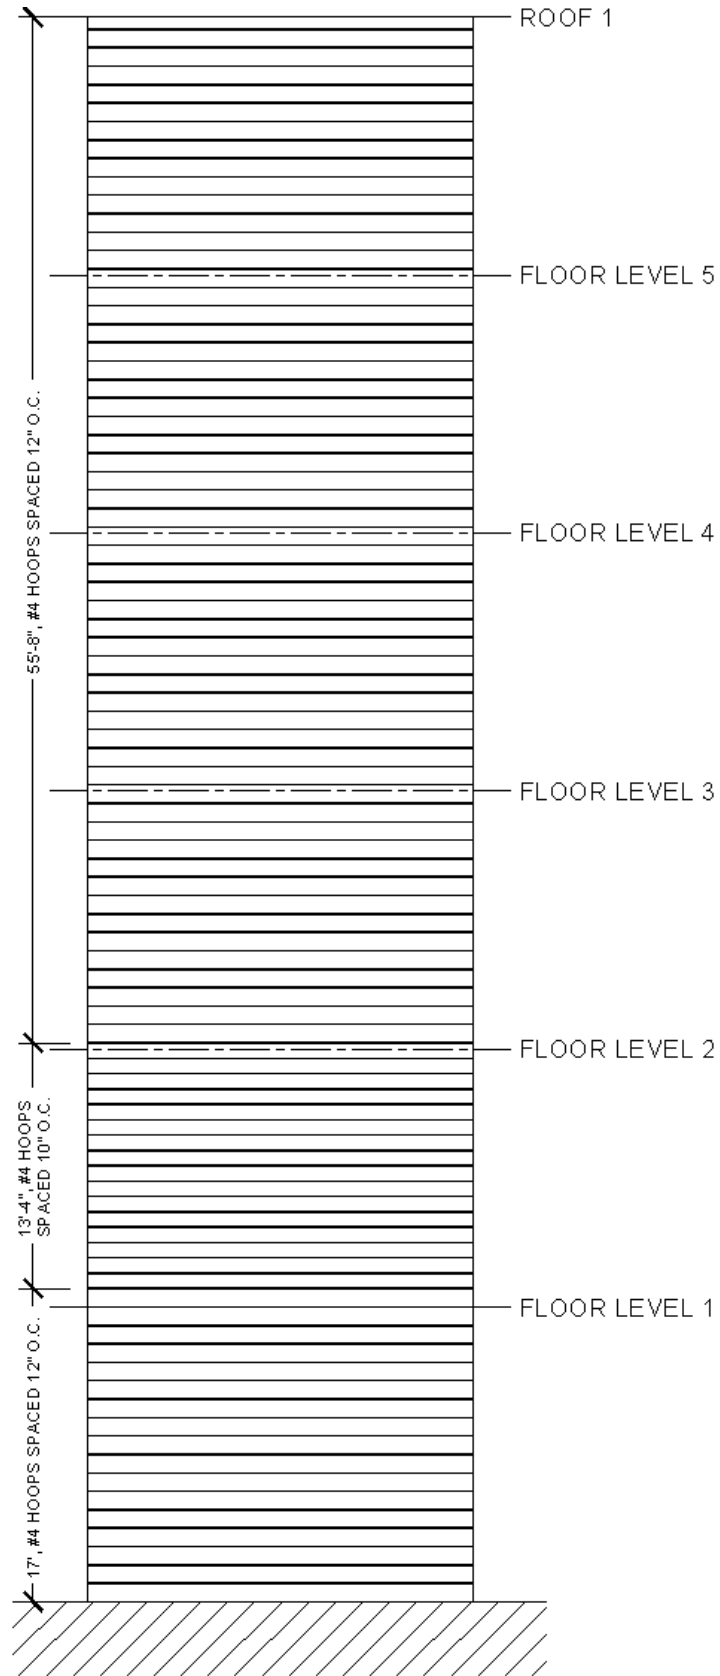 ROOF 1
FLOOR LEVEL 5
55'-8", #4 HOOPS SPACED 12" O.C.
FLOOR LEVEL 4
FLOOR LEVEL 3
FLOOR LEVEL 2
13'-4", #4 HOOPS
SPACED 10" O.C.
FLOOR LEVEL 1
17', #4 HOOPS SPACED 12" O.C.